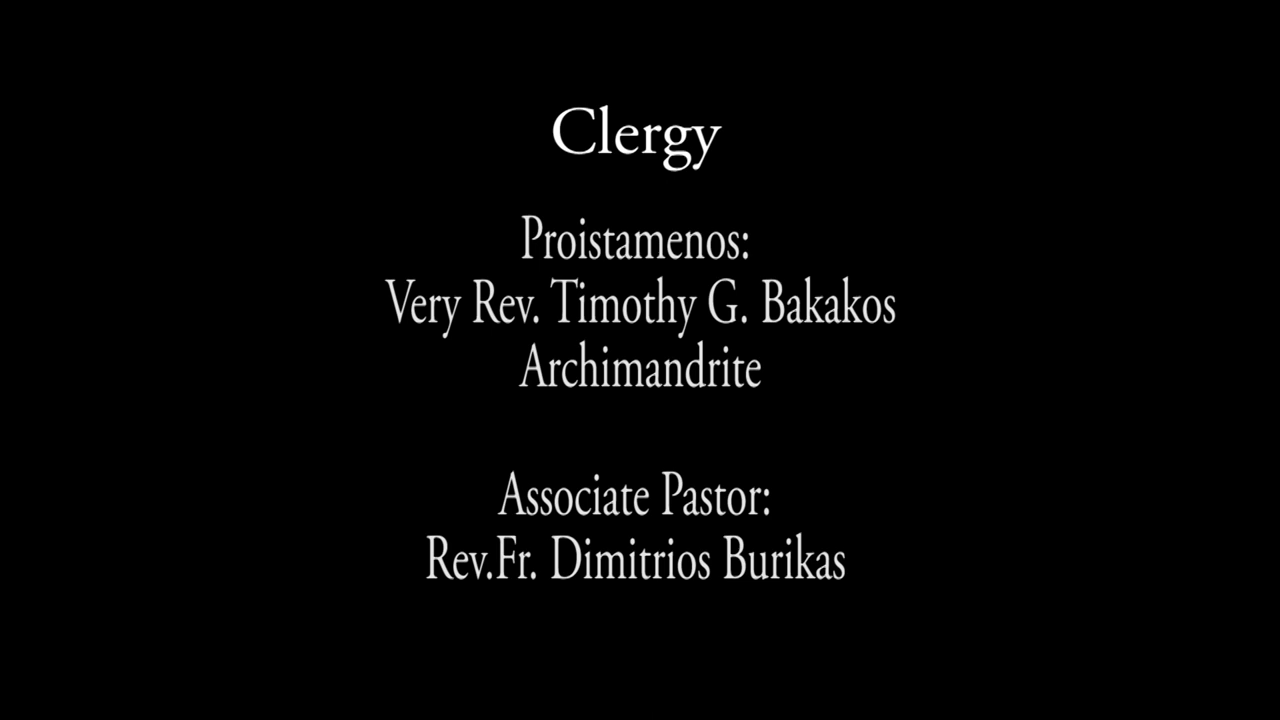 Clergy
Proistamenos:
Very Rev. Timothy G. Bakakos
Archimandrite
Associate Pastor:
Rev.Fr. Dimitrios Burikas